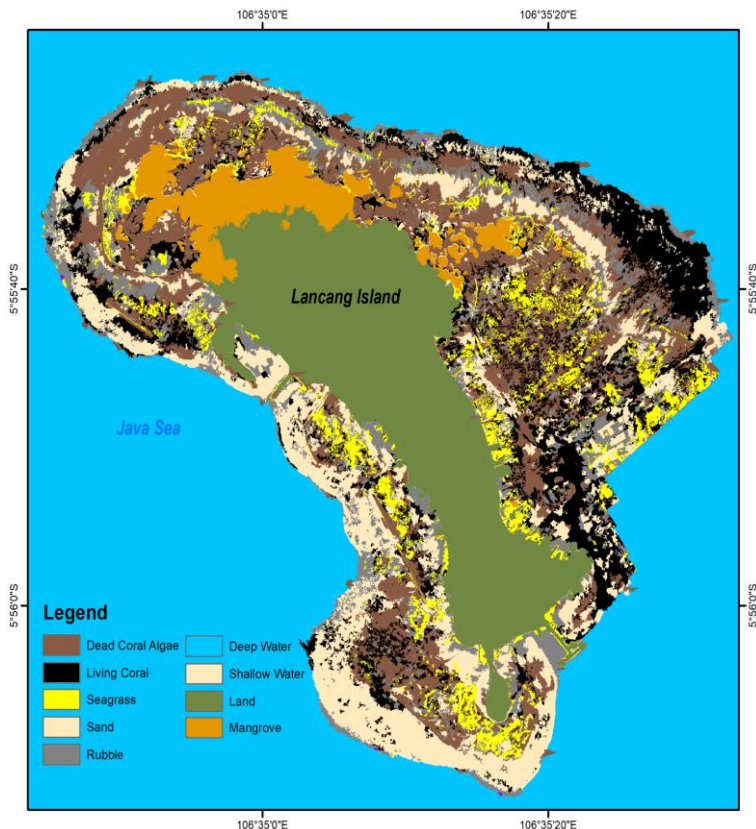 106°35'0"E 106°35'20"E
5°55'40"S 5°55'40"S
Lancang Island
Java Sea
5°56'0"S 5°56'0"S
Legend
Dead Coral Algae
Living Coral
Seagrass
Sand
Rubble
Deep Water
Shallow Water
Land
Mangrove
106°35'0"E 106°35'20"E